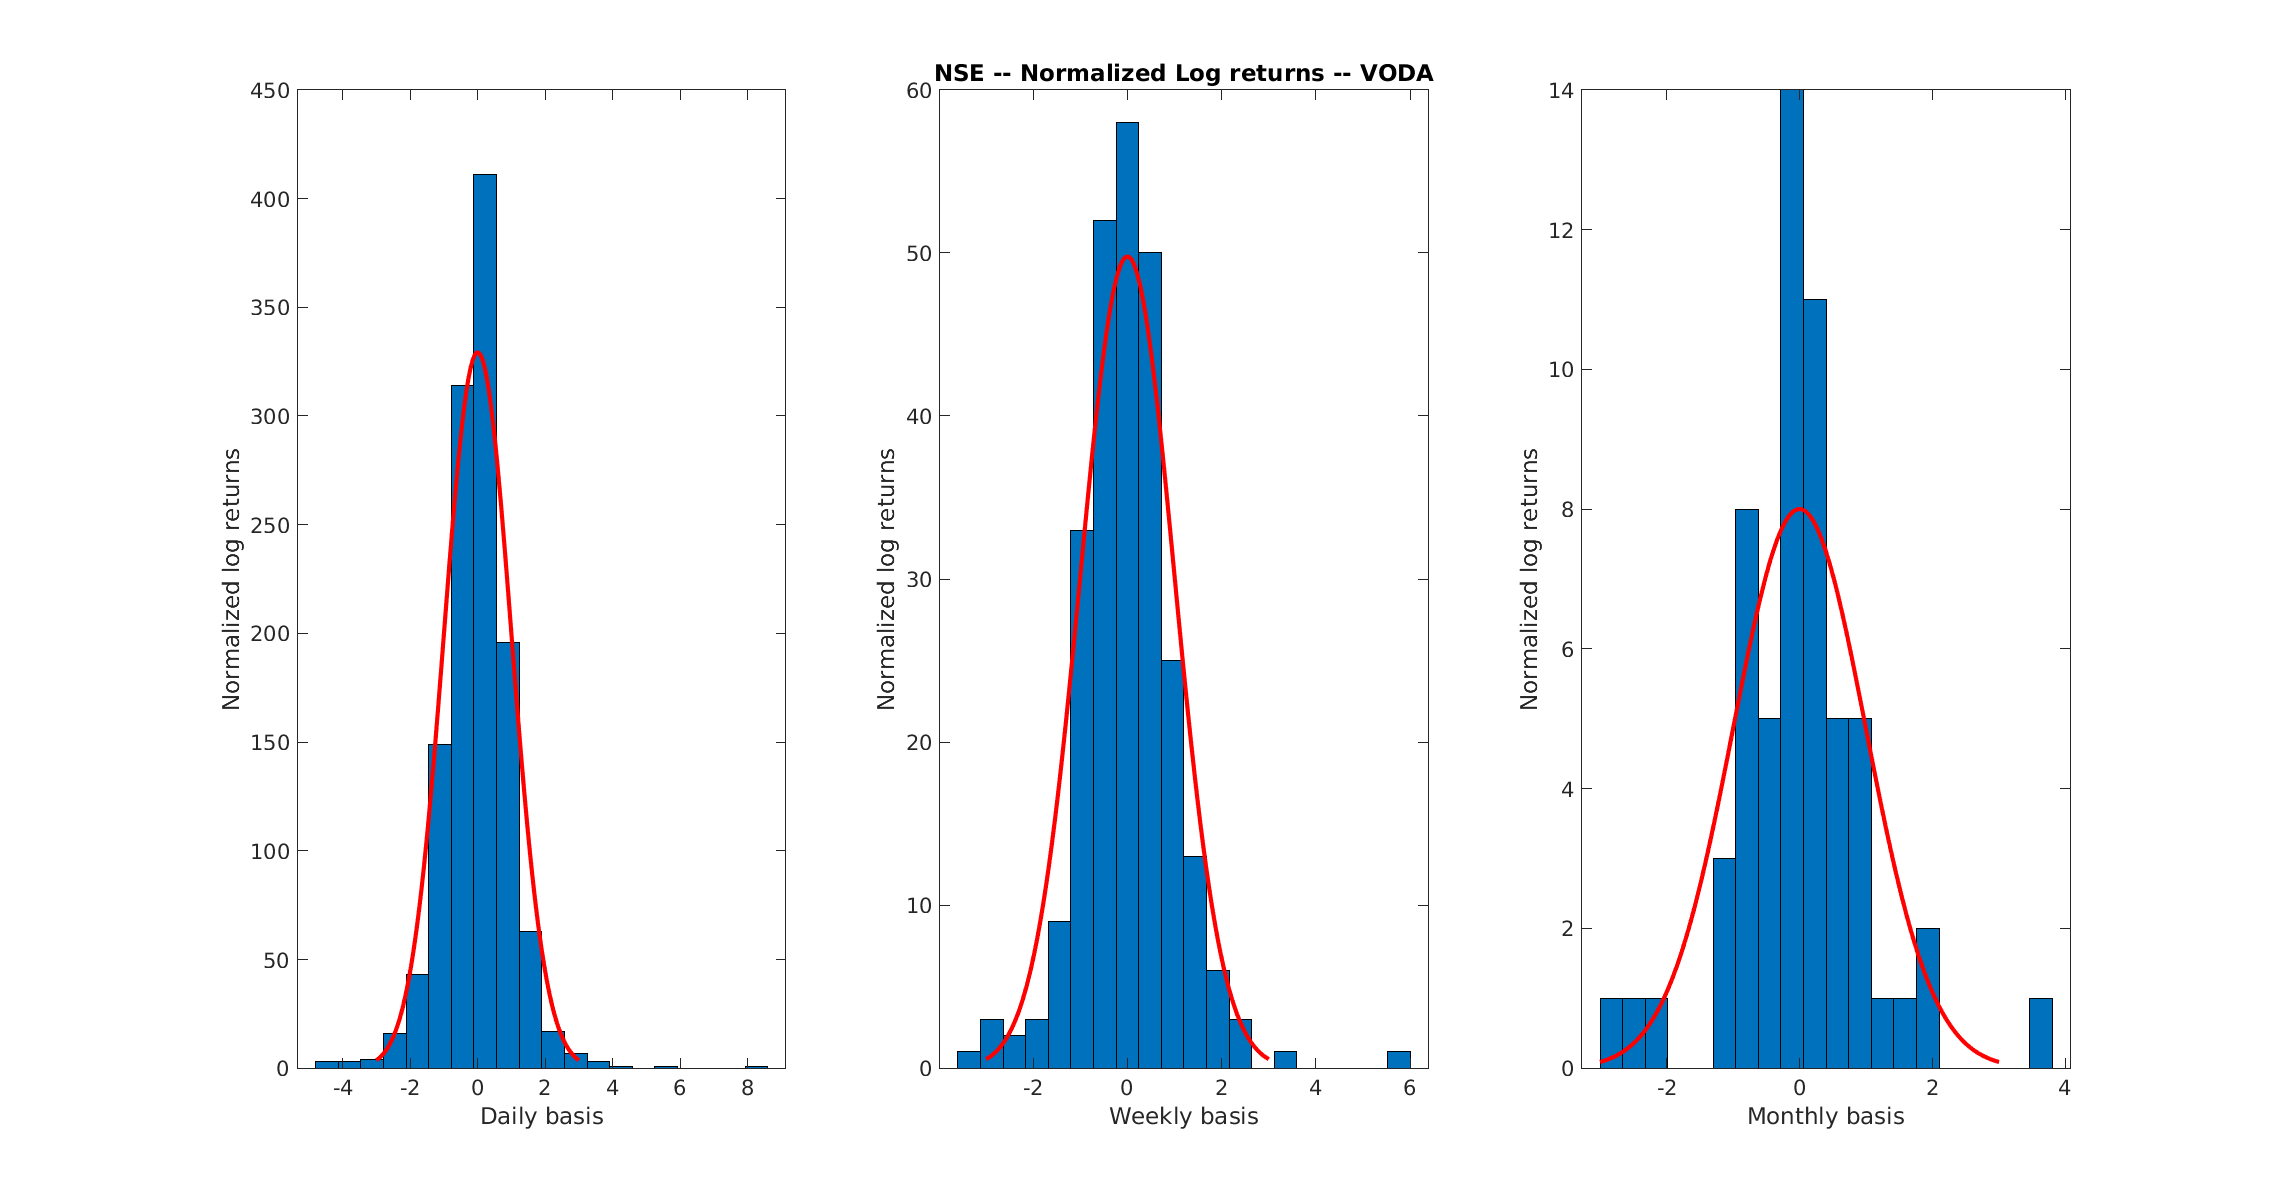 NSE -- Normalized Log returns -- VODA
450
400
350
300
250
200
150
100
50
0
Normalized log returns
-4 -2 0 2 4 6 8
Daily basis
60
50
40
30
20
10
0
Normalized log returns
-2 0 2 4 6
Weekly basis
14
12
10
8
6
4
2
0
Normalized log returns
-2 0 2 4
Monthly basis